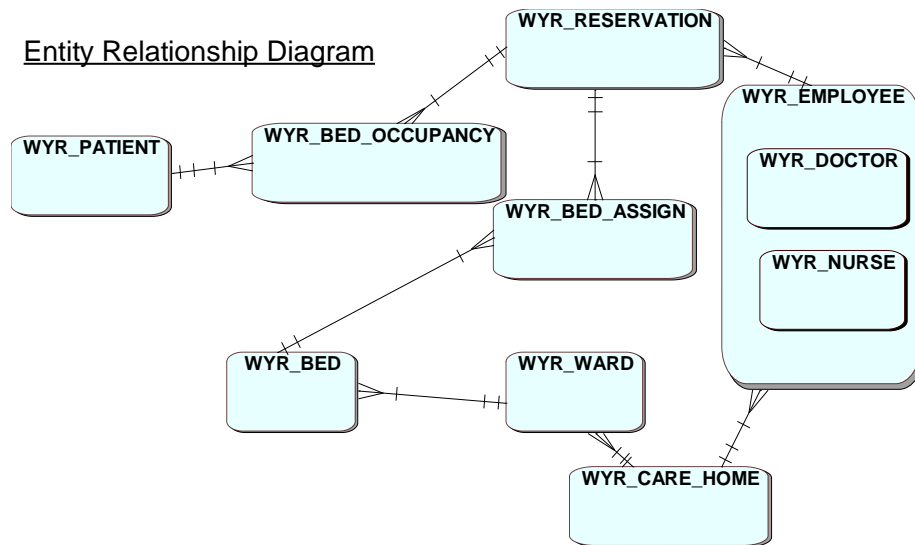 WYR_RESERVATION
Entity Relationship Diagram
WYR_EMPLOYEE
WYR_PATIENT
WYR_BED_OCCUPANCY
WYR_DOCTOR
WYR_BED_ASSIGN
WYR_NURSE
WYR_BED
WYR_WARD
WYR_CARE_HOME